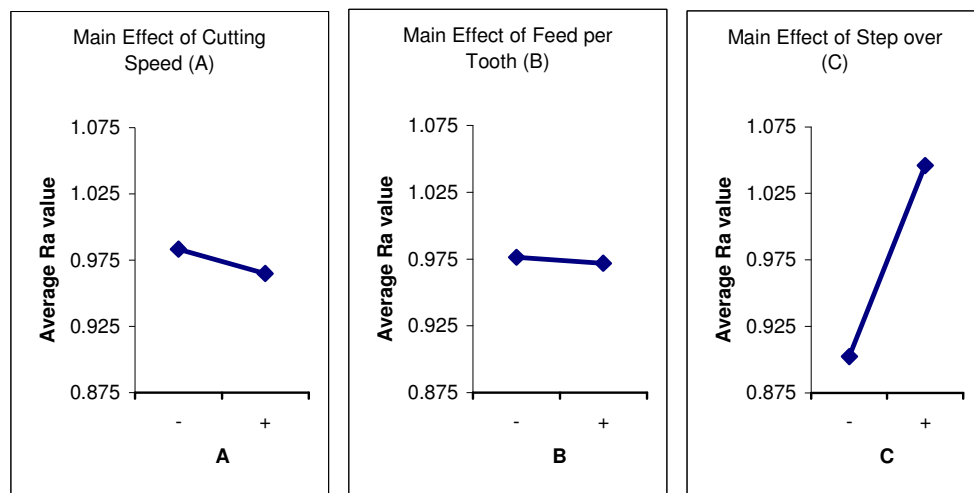 Main Effect of Cutting
Speed (A)
1.075
1.025
0.975
0.925
0.875
Average Ra value
-
+
A
Main Effect of Feed per
Tooth (B)
1.075
1.025
0.975
0.925
0.875
Average Ra value
-
+
B
Main Effect of Step over
(C)
1.075
1.025
0.975
0.925
0.875
Average Ra value
-
+
C